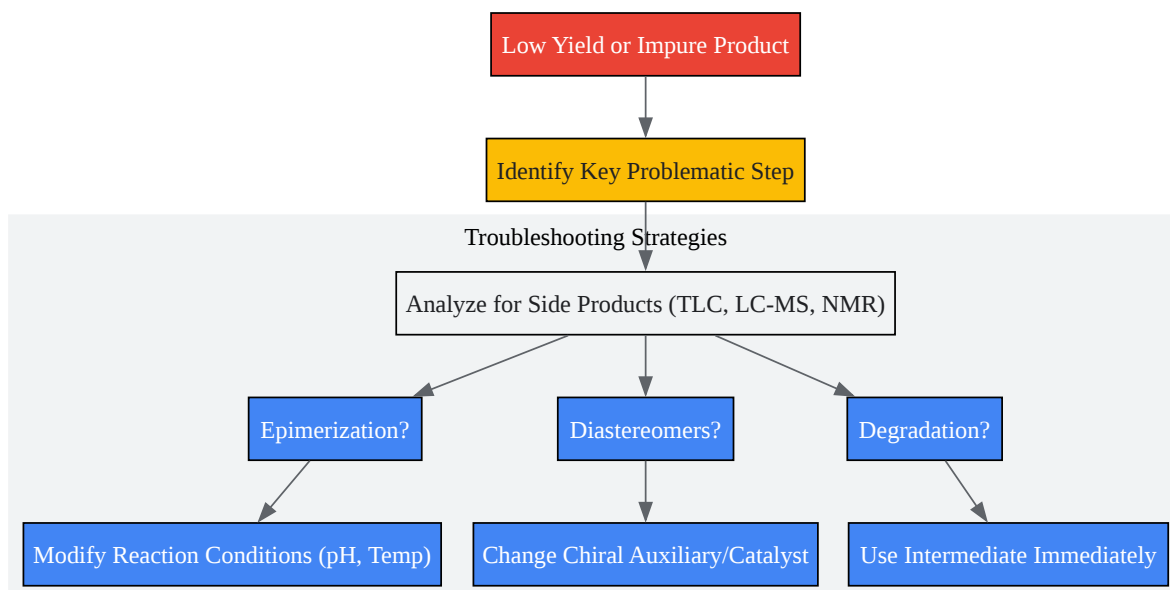 Low Yield or Impure Product
Identify Key Problematic Step
Troubleshooting Strategies
Analyze for Side Products (TLC, LC-MS, NMR)
Epimerization?
Diastereomers?
Degradation?
Modify Reaction Conditions (pH, Temp)
Change Chiral Auxiliary/Catalyst
Use Intermediate Immediately